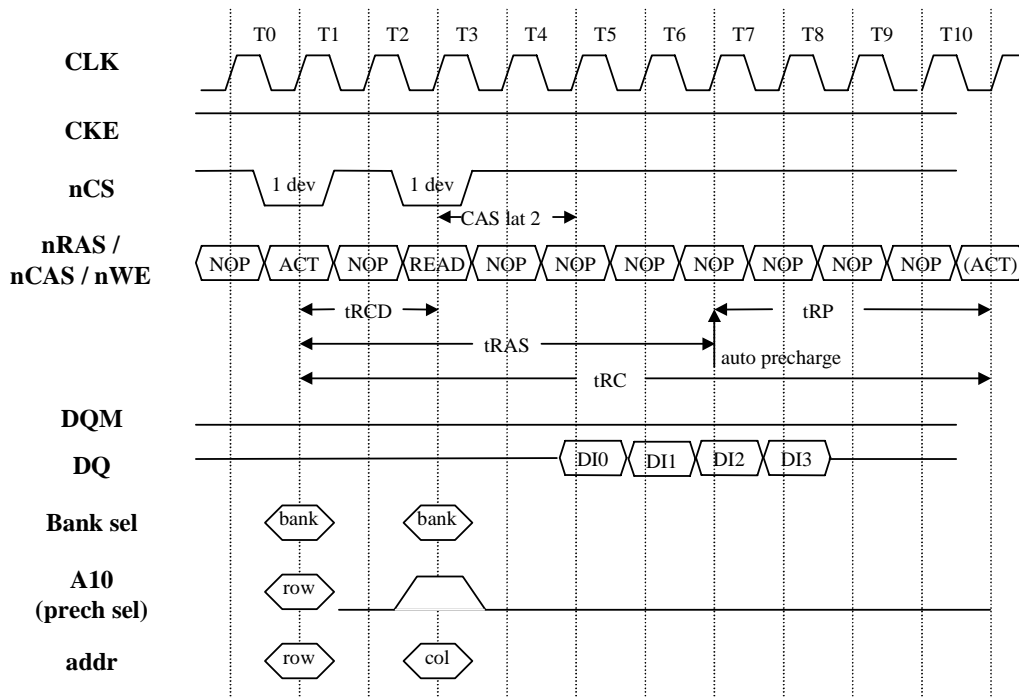 T0 T1 T2 T3 T4 T5 T6 T7 T8 T9 T10
CLK
CKE
nCS
1 dev 1 dev
CAS lat 2
nRAS /
nCAS / nWE
NOP ACT NOP READ NOP NOP NOP NOP NOP NOP NOP (ACT)
tRCD tRP
tRAS
auto precharge
tRC
DQM
DQ
DI0 DI1 DI2 DI3
Bank sel
bank bank
A10
(prech sel)
row
addr
row col